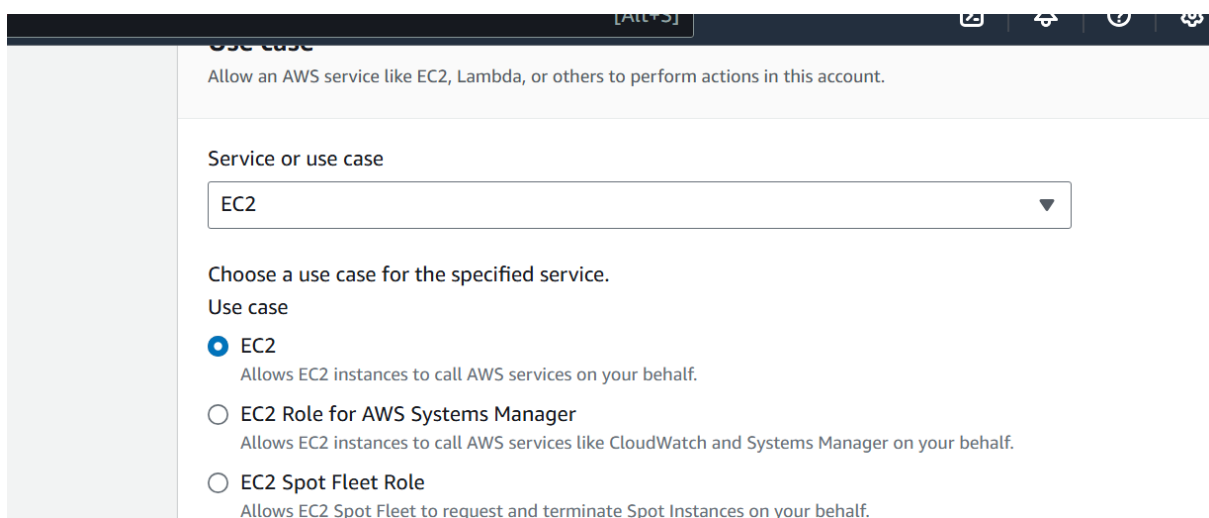 [Alt+S]
Use case
Allow an AWS service like EC2, Lambda, or others to perform actions in this account.
Service or use case
EC2
Choose a use case for the specified service.
Use case
EC2
Allows EC2 instances to call AWS services on your behalf.
EC2 Role for AWS Systems Manager
Allows EC2 instances to call AWS services like CloudWatch and Systems Manager on your behalf.
EC2 Spot Fleet Role
Allows EC2 Spot Fleet to request and terminate Spot Instances on your behalf.